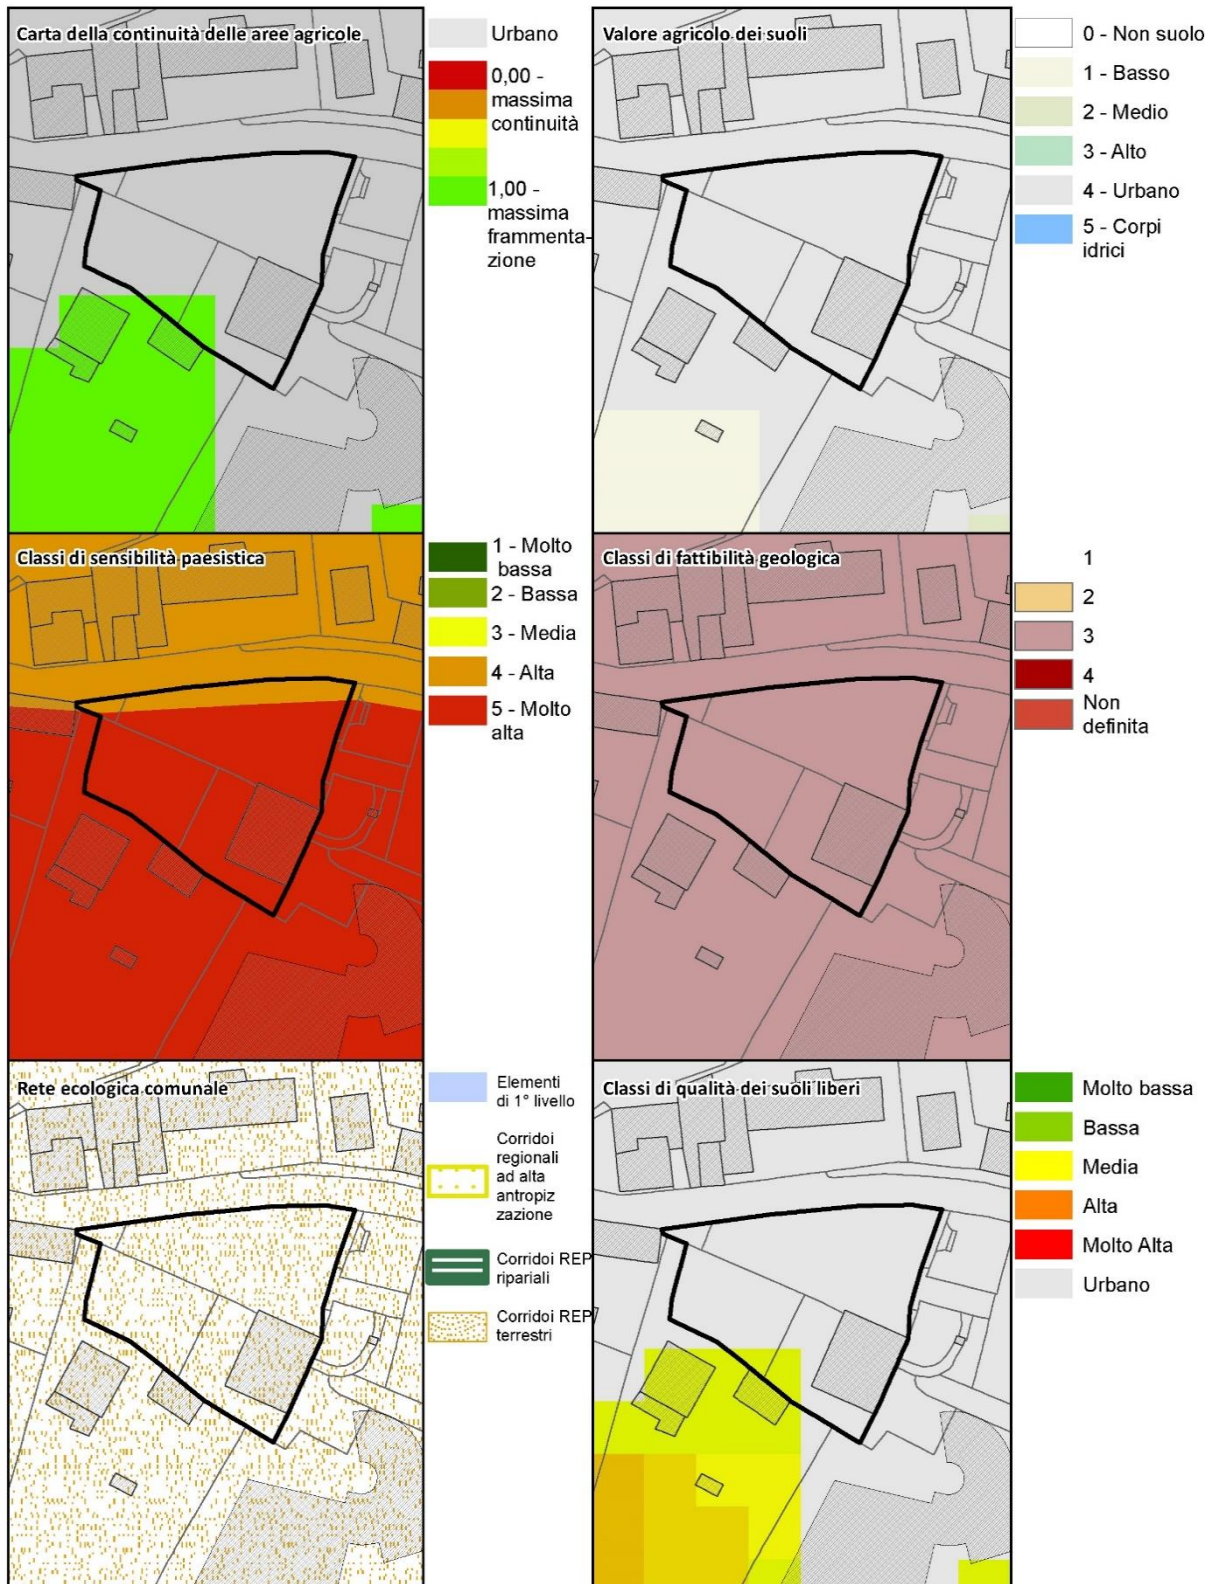 Carta della continuità delle aree agricole
Urbano
0,00 -
massima
continuità
1,00 -
massima
frammenta-
zione
Valore agricolo dei suoli
0 - Non suolo
1 - Basso
2 - Medio
3 - Alto
4 - Urbano
5 - Corpi
idrici
Classi di sensibilità paesistica
1 - Molto
bassa
2 - Bassa
3 - Media
4 - Alta
5 - Molto
alta
Classi di fattibilità geologica
1
2
3
4
Non
definita
Rete ecologica comunale
Elementi
di 1° livello
Corridoi
regionali
ad alta
antropiz
zazione
Corridoi REP
ripariali
Corridoi REP
terrestri
Classi di qualità dei suoli liberi
Molto bassa
Bassa
Media
Alta
Molto Alta
Urbano